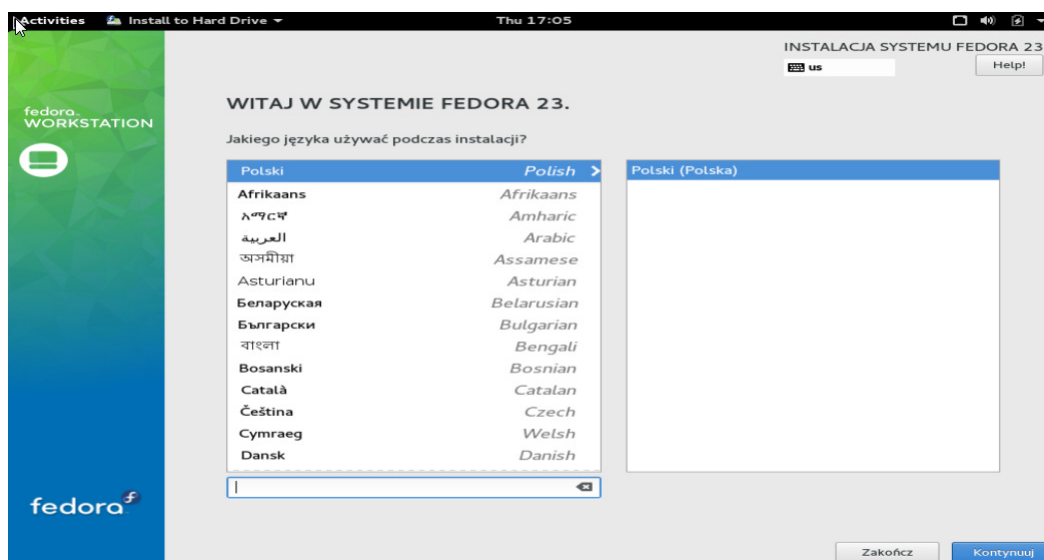 Activities Install to Hard Drive Thu 17:05
INSTALACJA SYSTEMU FEDORA 23
us Help!
fedora
WORKSTATION
WITAJ W SYSTEMIE FEDORA 23.
Jakiego języka używać podczas instalacji?
Polski Polish Polski (Polska)
Afrikaans Afrikaans
አማርኛ Amharic
العربية Arabic
অসমীয়া Assamese
Asturianu Asturian
Беларуская Belarusian
Български Bulgarian
বাংলা Bengali
Bosanski Bosnian
Català Catalan
Čeština Czech
Cymraeg Welsh
Dansk Danish
fedora
Zakończ Kontynuuj